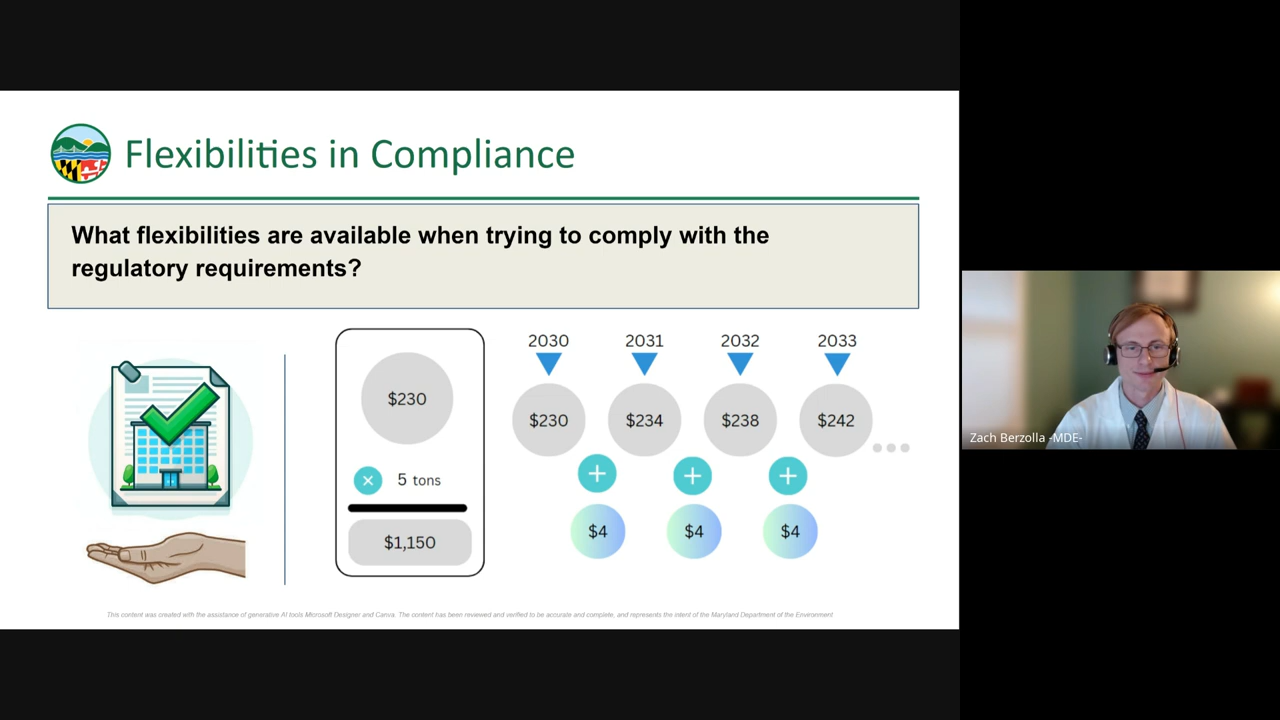 Flexibilities in Compliance
What flexibilities are available when trying to comply with the
regulatory requirements?
$230
× 5 tons
$1,150
2030 2031 2032 2033
$230 $234 $238 $242
+ + +
$4 $4 $4
This content was created with the assistance of generative AI tools Microsoft Designer and Canva. The content has been reviewed and verified to be accurate and complete, and represents the intent of the Maryland Department of the Environment
Zach Berzolla -MDE-